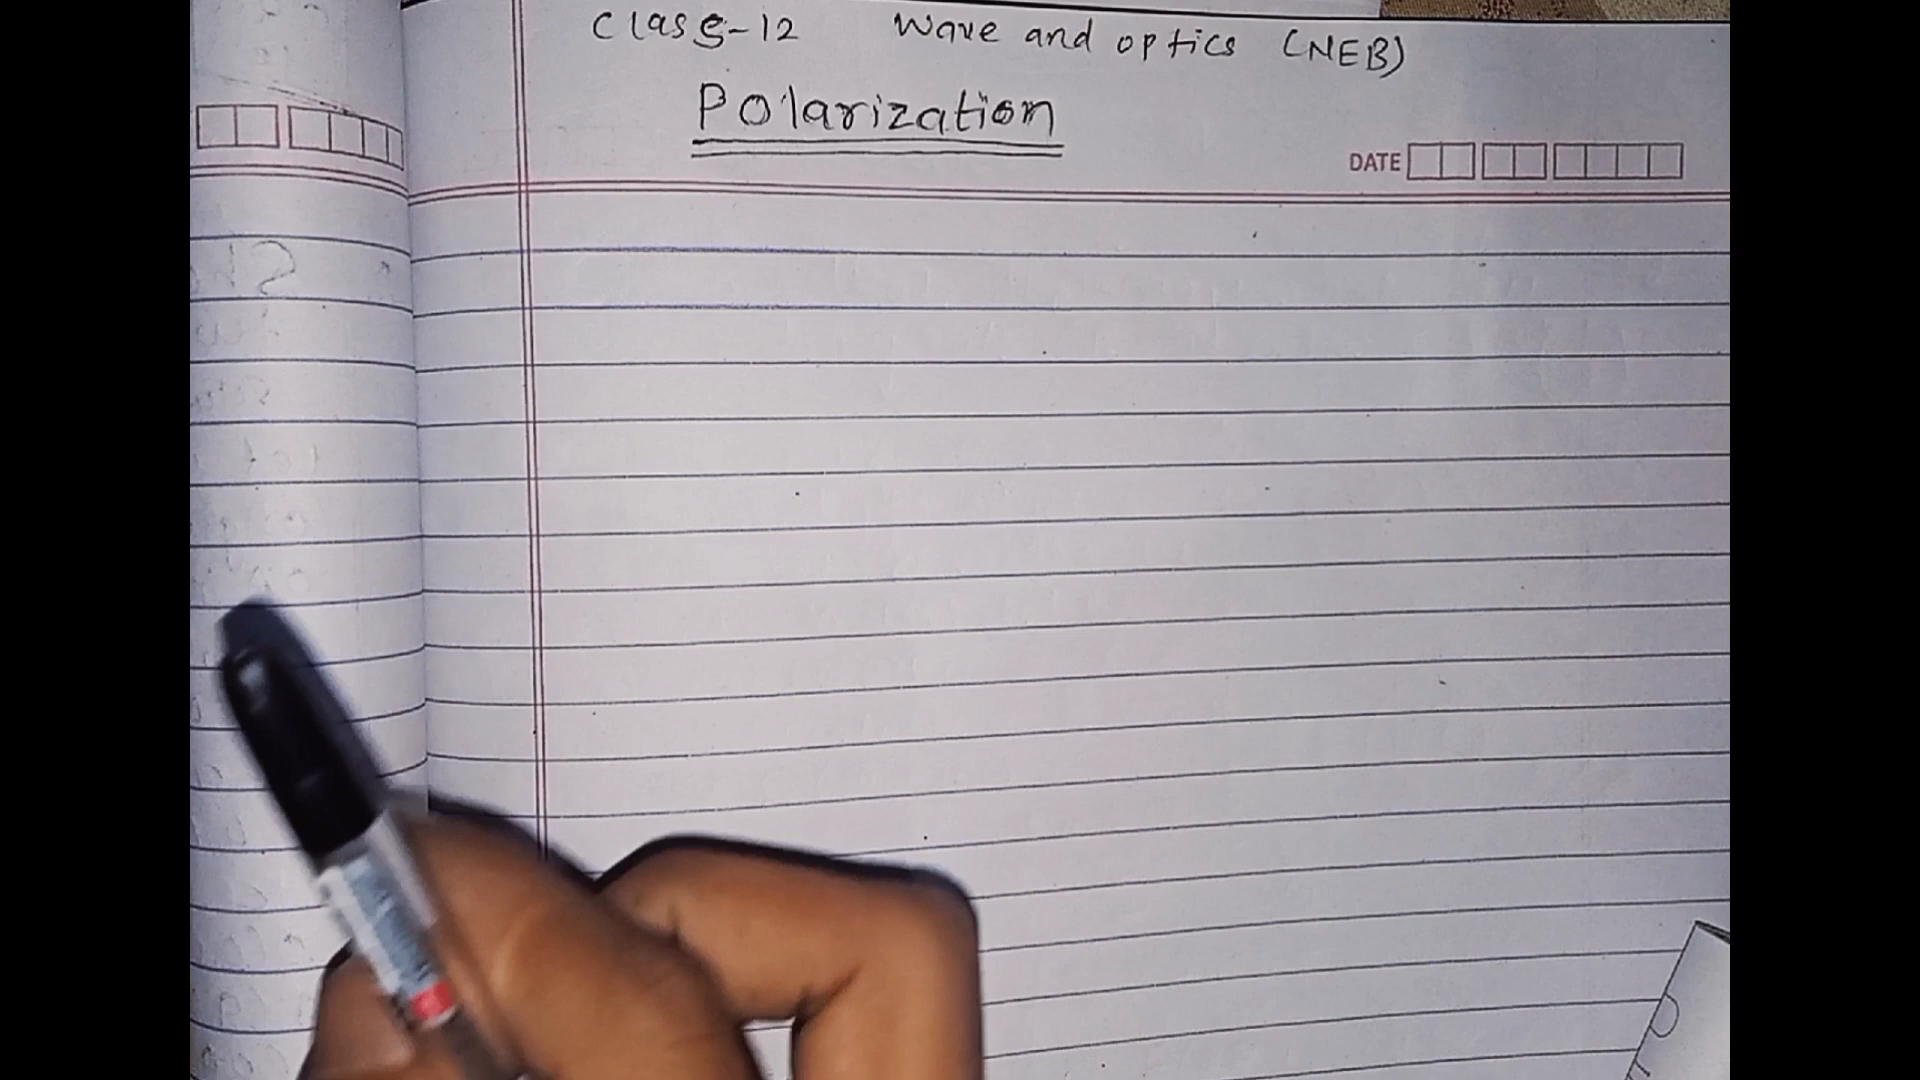 Class-12 Wave and optics (NEB)
Polarization
DATE